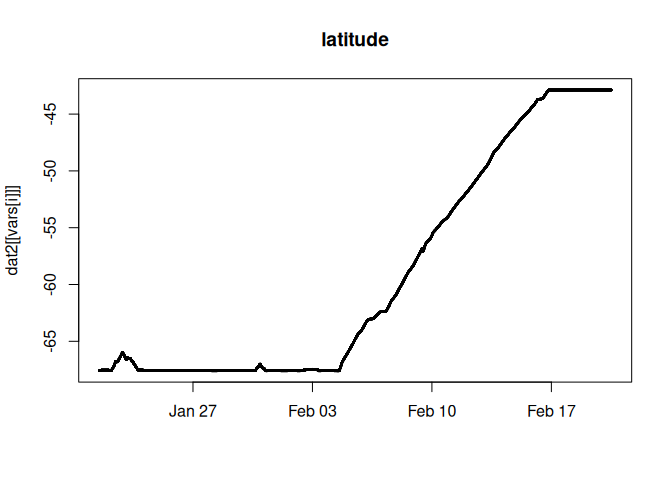 latitude
dat2[[vars[i]]]
-45
-50
-55
-60
-65
Jan 27
Feb 03
Feb 10
Feb 17